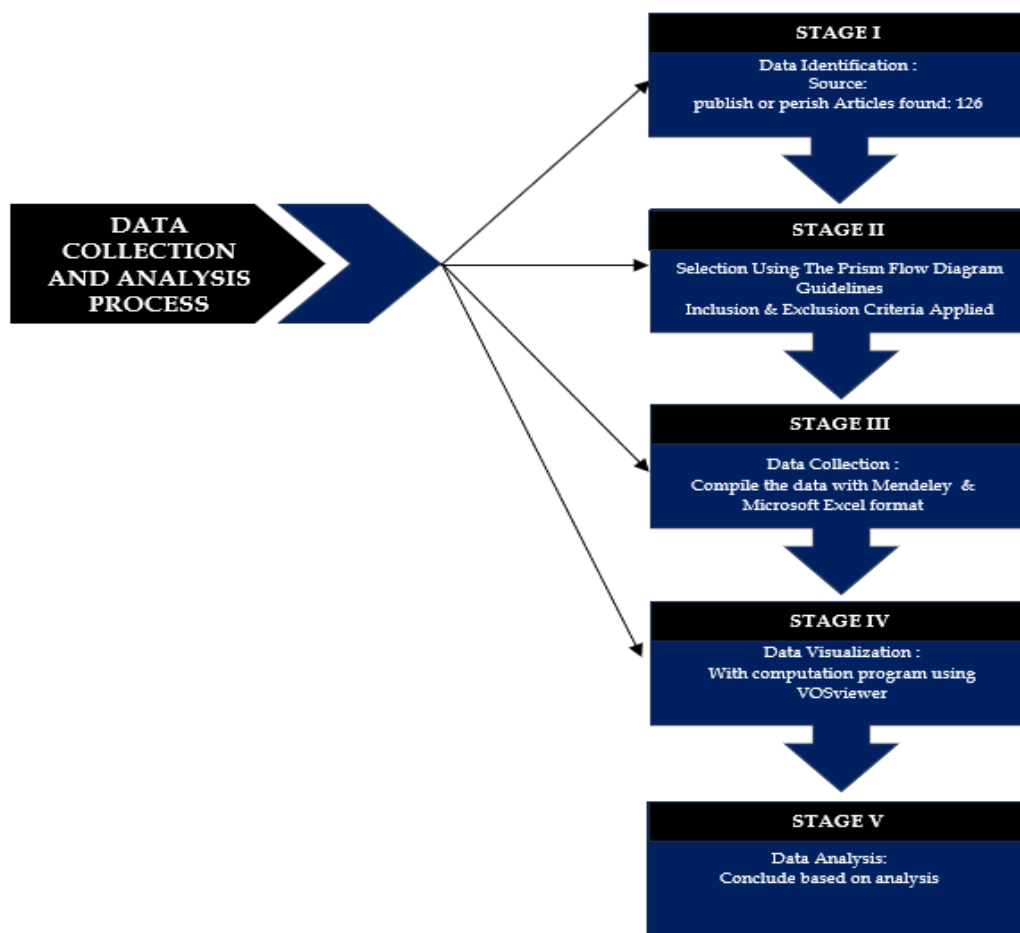 DATA
COLLECTION
AND ANALYSIS
PROCESS
STAGE I
Data Identification :
Source:
publish or perish Articles found: 126
STAGE II
Selection Using The Prism Flow Diagram
Guidelines
Inclusion & Exclusion Criteria Applied
STAGE III
Data Collection :
Compile the data with Mendeley &
Microsoft Excel format
STAGE IV
Data Visualization :
With computation program using
VOSviewer
STAGE V
Data Analysis:
Conclude based on analysis